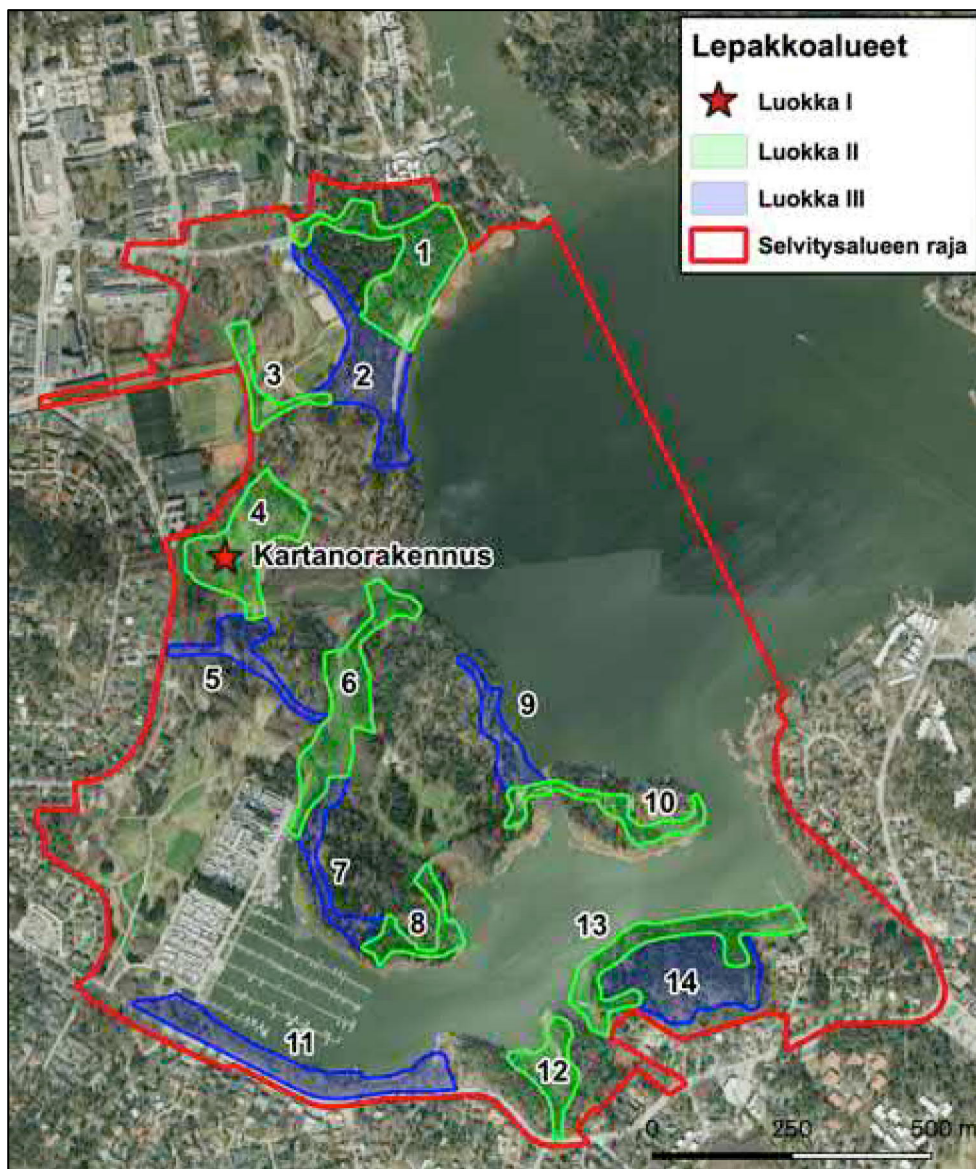 Lepakkoalueet
Luokka I
Luokka II
Luokka III
Selvitysalueen raja
1
2
3
4
Kartanorakennus
5
6
9
10
7
8
13
14
11
12
0 250 500 m